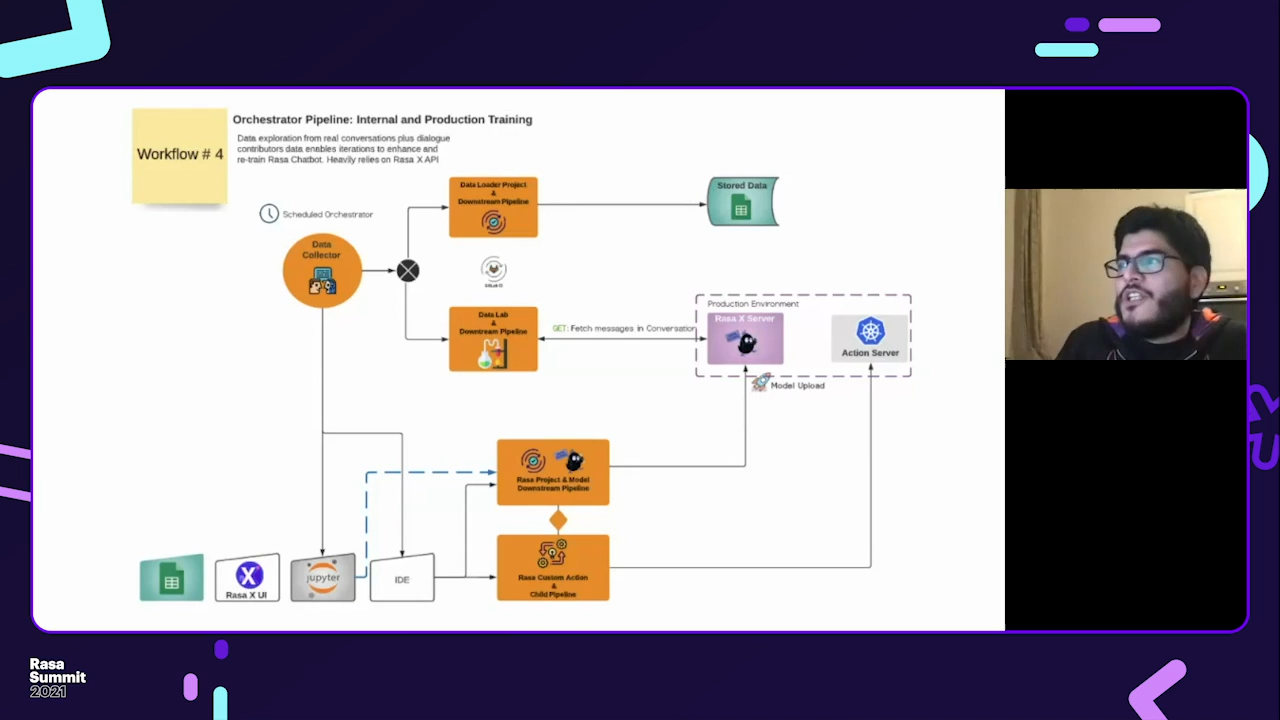 Workflow # 4
Orchestrator Pipeline: Internal and Production Training
Data exploration from real conversations plus dialogue
contributors data enables iterations to enhance and
re-train Rasa Chatbot. Heavily relies on Rasa X API
Scheduled Orchestrator
Data
Collector
Data Loader Project
&
Downstream Pipeline
Stored Data
Data Lab
&
Downstream Pipeline
GET: Fetch messages in Conversation
Production Environment
Rasa X Server
Action Server
Model Upload
Rasa Project & Model
Downstream Pipeline
Rasa Custom Action
&
Child Pipeline
X
Rasa X UI
jupyter
IDE
Rasa
Summit
2021